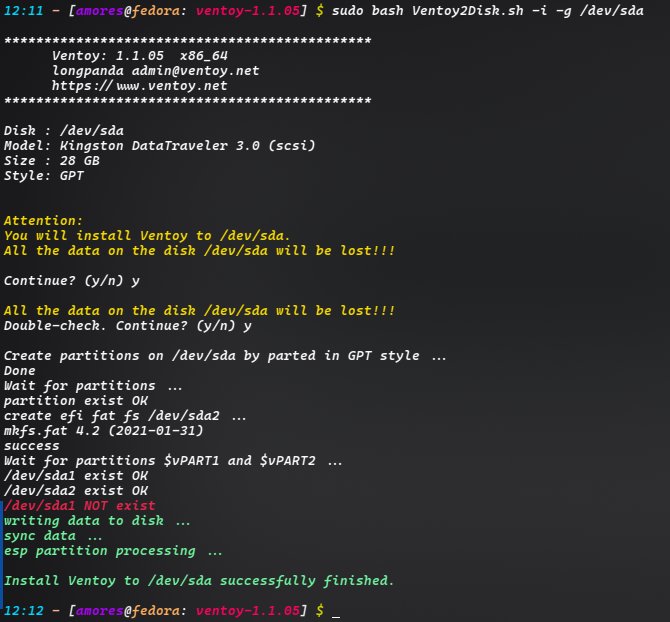 12:11 - [amores@fedora: ventoy-1.1.05] $ sudo bash Ventoy2Disk.sh -i -g /dev/sda
**********************************************
Ventoy: 1.1.05  x86_64
longpanda admin@ventoy.net
https://www.ventoy.net
**********************************************
Disk : /dev/sda
Model: Kingston DataTraveler 3.0 (scsi)
Size : 28 GB
Style: GPT
Attention:
You will install Ventoy to /dev/sda.
All the data on the disk /dev/sda will be lost!!!
Continue? (y/n) y
All the data on the disk /dev/sda will be lost!!!
Double-check. Continue? (y/n) y
Create partitions on /dev/sda by parted in GPT style ...
Done
Wait for partitions ...
partition exist OK
create efi fat fs /dev/sda2 ...
mkfs.fat 4.2 (2021-01-31)
success
Wait for partitions $vPART1 and $vPART2 ...
/dev/sda1 exist OK
/dev/sda2 exist OK
/dev/sda1 NOT exist
writing data to disk ...
sync data ...
esp partition processing ...
Install Ventoy to /dev/sda successfully finished.
12:12 - [amores@fedora: ventoy-1.1.05] $ _